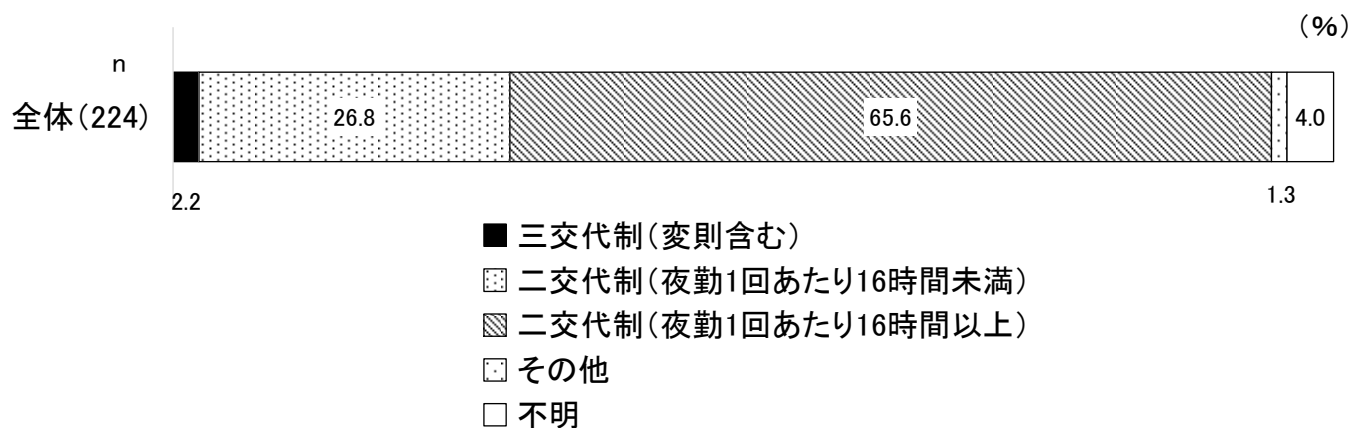 (%)
n
全体(224)
26.8
65.6
4.0
2.2
1.3
三交代制(変則含む)
二交代制(夜勤1回あたり16時間未満)
二交代制(夜勤1回あたり16時間以上)
その他
不明